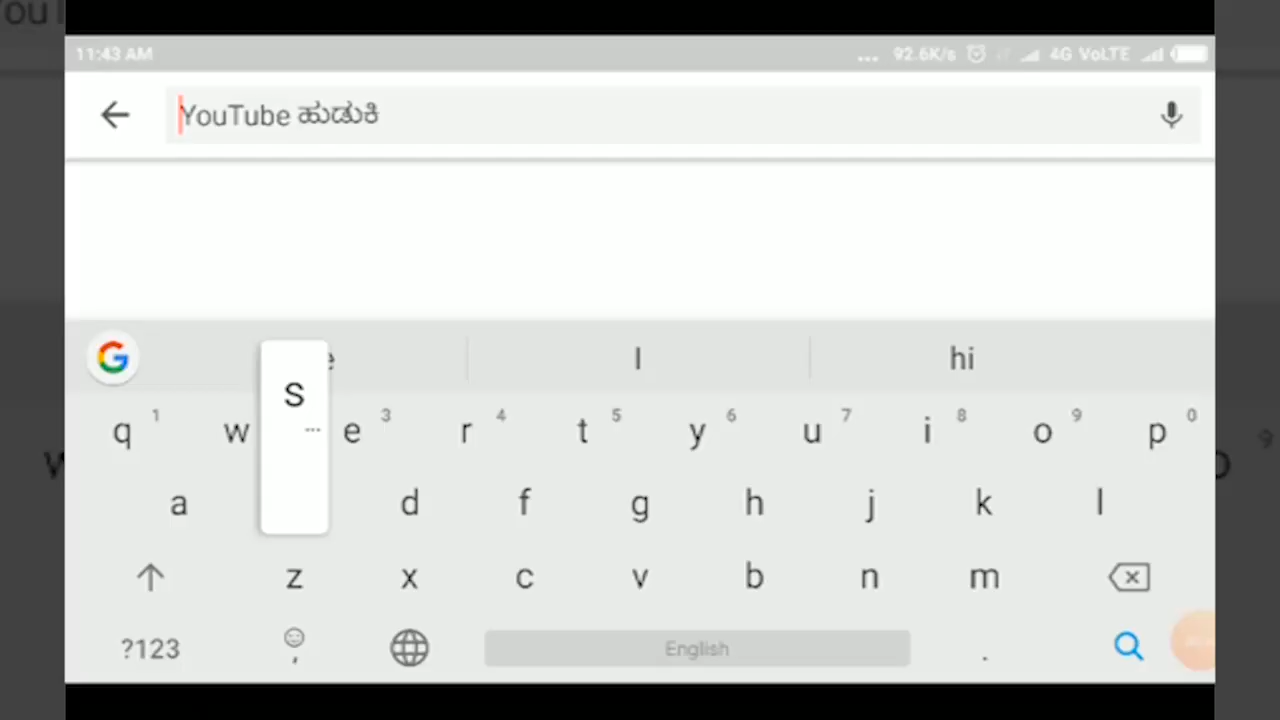 11:43 AM ... 92.6K/s 4G VoLTE
YouTube ಹುಡುಕಿ
I hi
S
...
q 1 w e 3 r 4 t 5 y 6 u 7 i 8 o 9 p 0
a d f g h j k l
z x c v b n m
?123 , English .